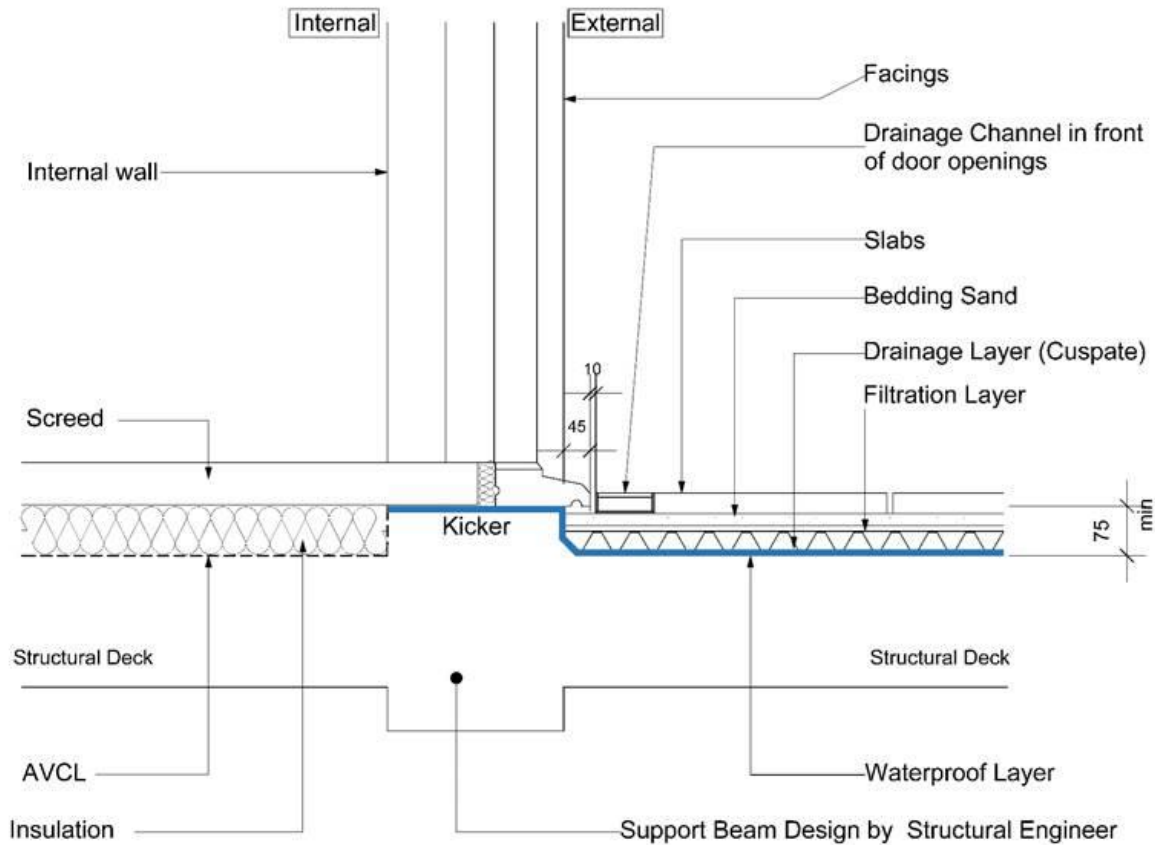 Internal
External
Facings
Drainage Channel in front
of door openings
Internal wall
Slabs
Bedding Sand
Drainage Layer (Cuspate)
10
Filtration Layer
Screed
45
Kicker
75
min
Structural Deck
Structural Deck
AVCL
Waterproof Layer
Insulation
Support Beam Design by Structural Engineer